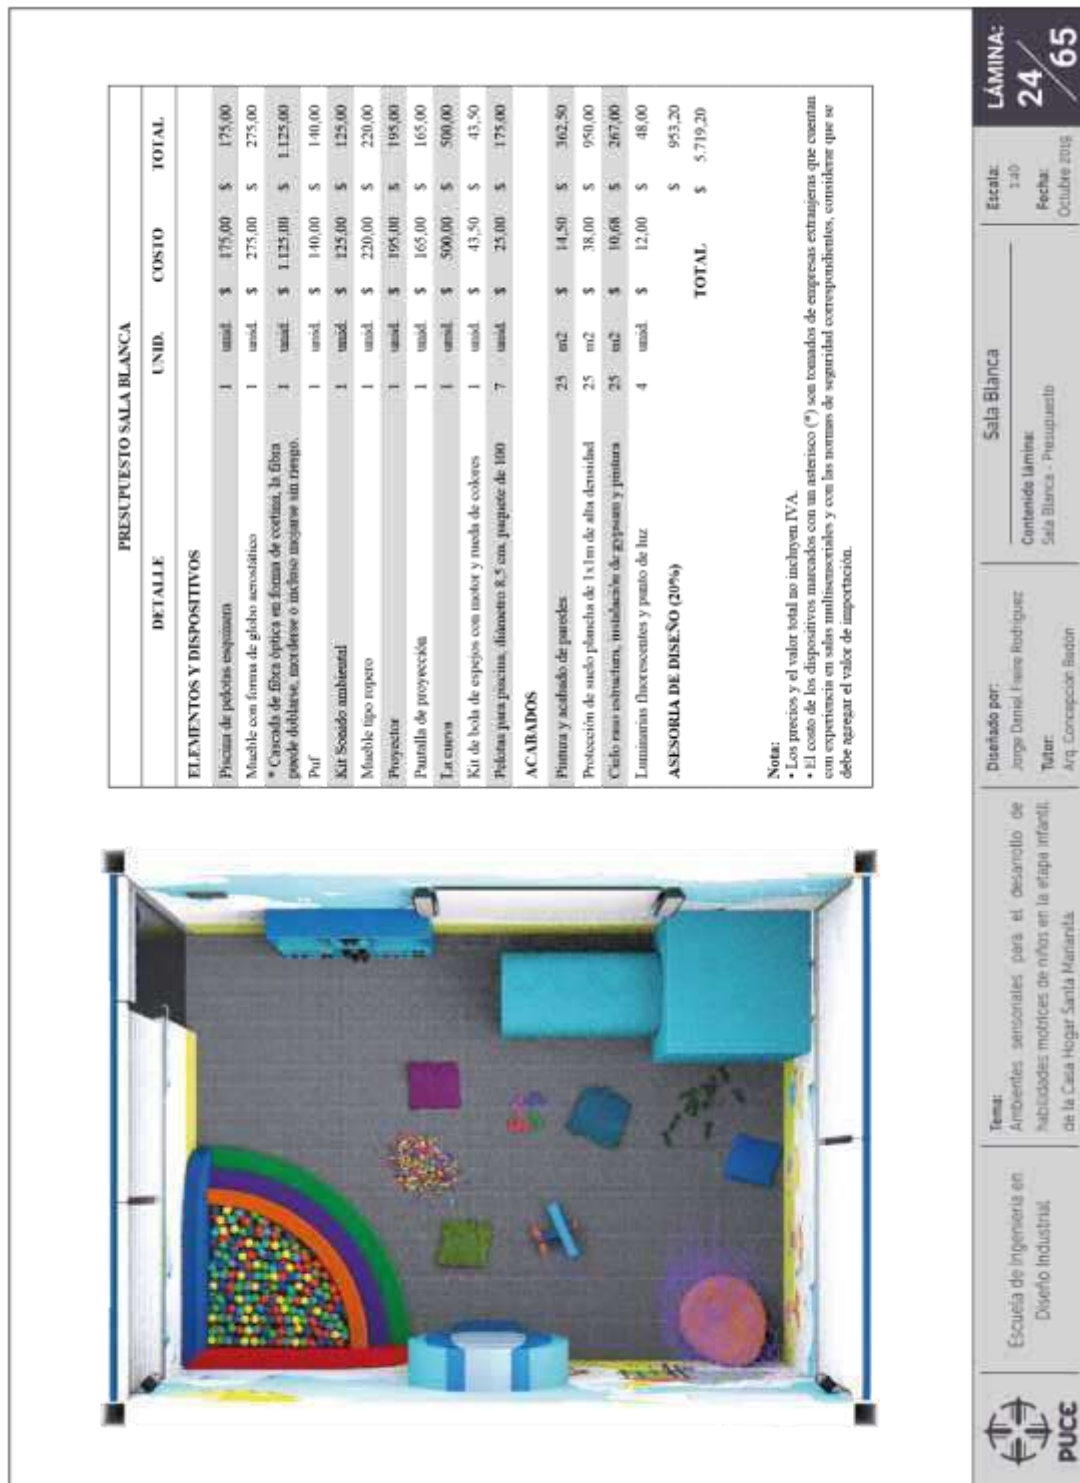 PRESUPUESTO SALA BLANCA
DETALLE UNID. COSTO TOTAL
ELEMENTOS Y DISPOSITIVOS
Piscina de pelotas esquinera 1 unid. $ 175,00 $ 175,00
Mueble con forma de globo aerostático 1 unid. $ 275,00 $ 275,00
* Cascada de fibra óptica en forma de cortina, la fibra 1 unid. $ 1.125,00 $ 1.125,00
puede doblarse, morderse o incluso mojarse sin riesgo.
Puf 1 unid. $ 140,00 $ 140,00
Kit Sonido ambiental 1 unid. $ 125,00 $ 125,00
Mueble tipo ropero 1 unid. $ 220,00 $ 220,00
Proyector 1 unid. $ 195,00 $ 195,00
Pantalla de proyección 1 unid. $ 165,00 $ 165,00
La cueva 1 unid. $ 500,00 $ 500,00
Kit de bola de espejos con motor y rueda de colores 1 unid. $ 43,50 $ 43,50
Pelotas para piscina, diámetro 8,5 cm, paquete de 100 7 unid. $ 25,00 $ 175,00
ACABADOS
Pintura y acabado de paredes 25 m2 $ 14,50 $ 362,50
Protección de suelo plancha de 1x1m de alta densidad 25 m2 $ 38,00 $ 950,00
Cielo raso estructura, instalación de gypsum y pintura 25 m2 $ 10,68 $ 267,00
Luminarias fluorescentes y punto de luz 4 unid. $ 12,00 $ 48,00
ASESORIA DE DISEÑO (20%) $ 953,20
TOTAL $ 5.719,20
Nota:
• Los precios y el valor total no incluyen IVA.
• El costo de los dispositivos marcados con un asterisco (*) son tomados de empresas extranjeras que cuentan
con experiencia en salas multisensoriales y con las normas de seguridad correspondientes, considerar que se
debe agregar el valor de importación.
PUCE
Escuela de Ingeniería en
Diseño Industrial
Tema:
Ambientes sensoriales para el desarrollo de
habilidades motrices de niños en la etapa infantil
de la Casa Hogar Santa Marianita.
Diseñado por:
Jorge Daniel Freire Rodríguez
Tutor:
Arq. Concepción Bedón
Sala Blanca
Contenido lámina:
Sala Blanca - Presupuesto
Escala:
1:40
Fecha:
Octubre 2019
LÁMINA:
24/65